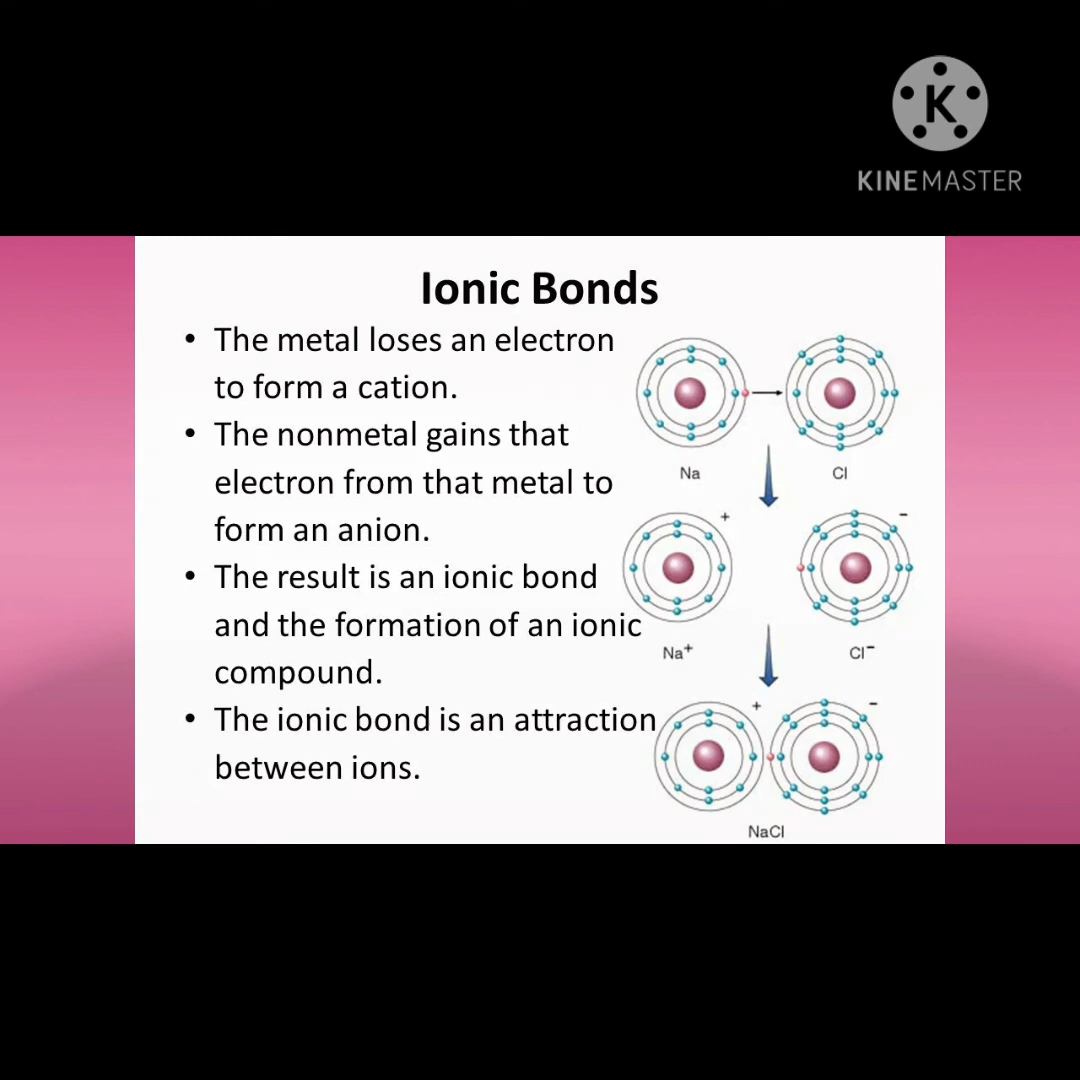 K
KINEMASTER
Ionic Bonds
• The metal loses an electron
to form a cation.
• The nonmetal gains that
electron from that metal to
form an anion.
• The result is an ionic bond
and the formation of an ionic
compound.
• The ionic bond is an attraction
between ions.
Na Cl
+ −
Na⁺ Cl⁻
+ −
NaCl